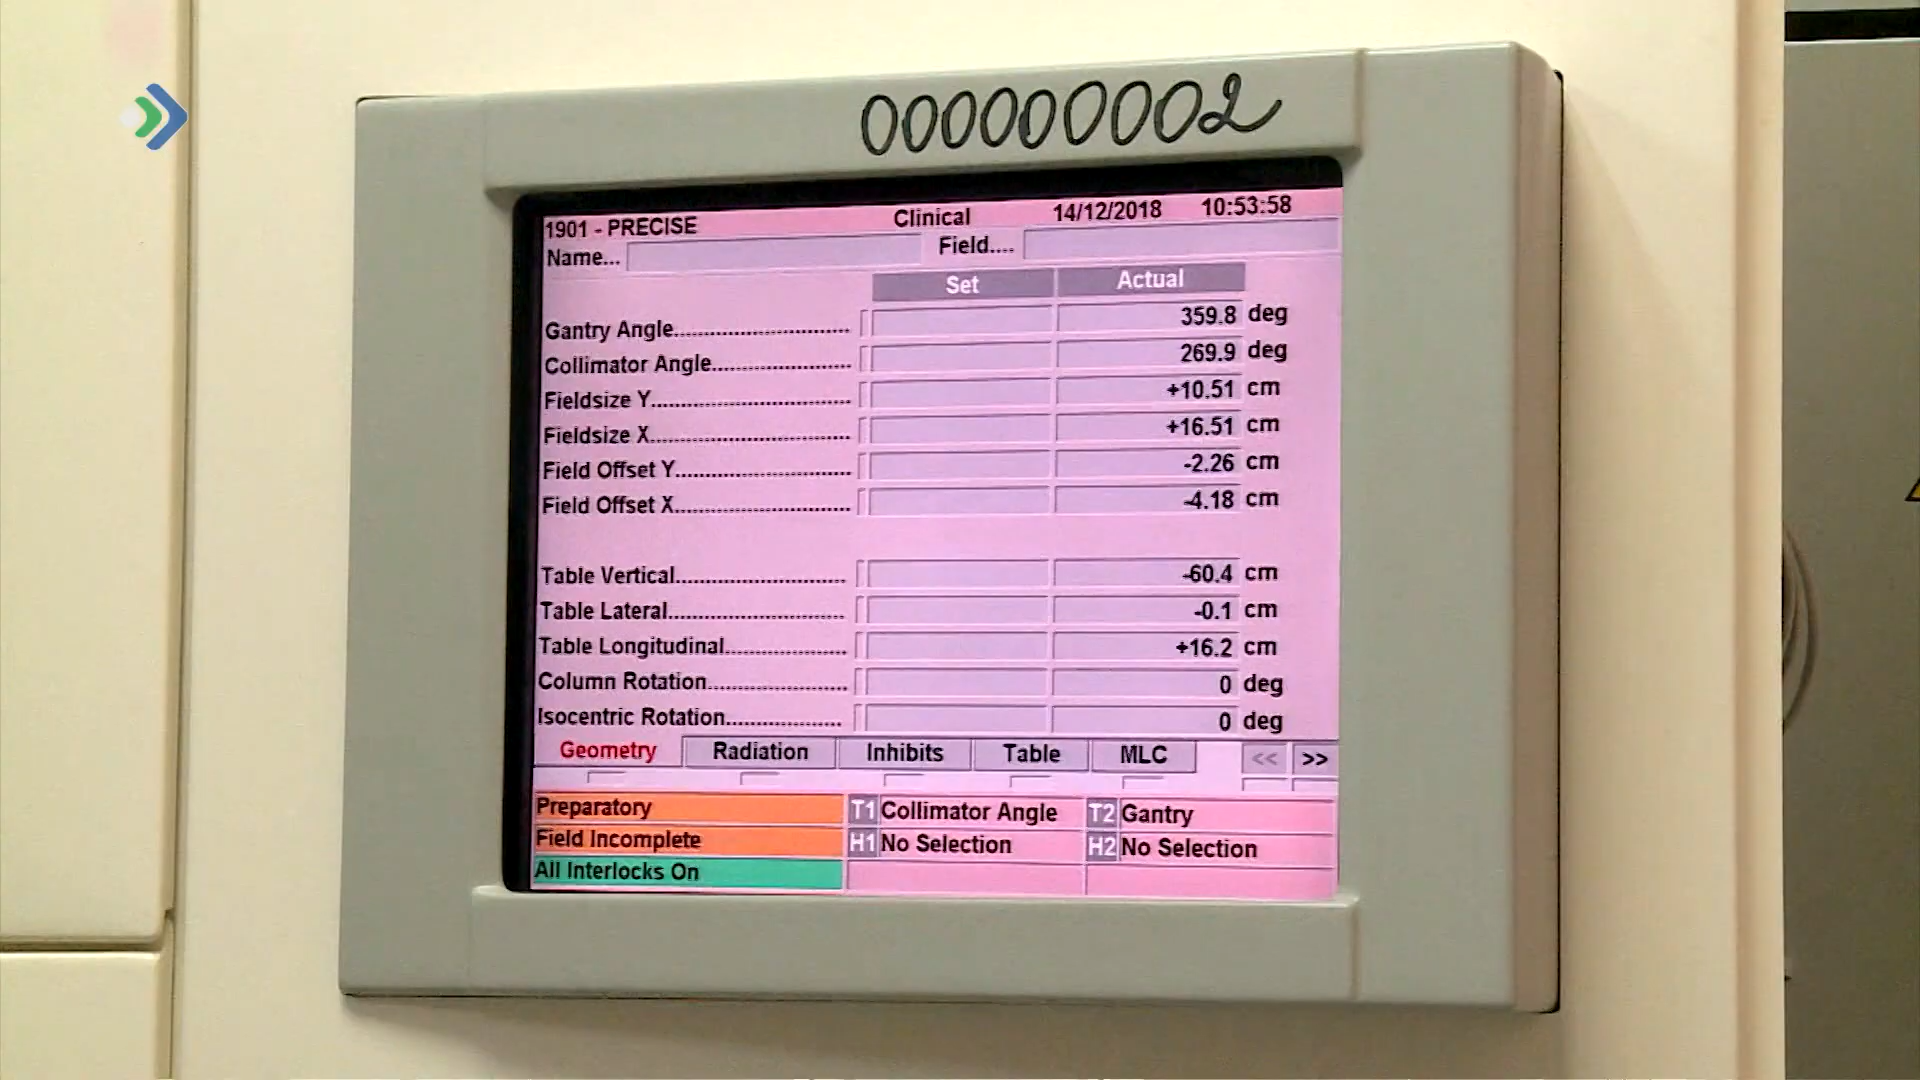 000000002
1901 - PRECISE Clinical 14/12/2018 10:53:58
Name... Field....
Set Actual
Gantry Angle............................. 359.8 deg
Collimator Angle....................... 269.9 deg
Fieldsize Y................................. +10.51 cm
Fieldsize X................................. +16.51 cm
Field Offset Y............................. -2.26 cm
Field Offset X............................. -4.18 cm
Table Vertical............................ -60.4 cm
Table Lateral............................. -0.1 cm
Table Longitudinal.................... +16.2 cm
Column Rotation....................... 0 deg
Isocentric Rotation................... 0 deg
Geometry Radiation Inhibits Table MLC << >>
Preparatory T1 Collimator Angle T2 Gantry
Field Incomplete H1 No Selection H2 No Selection
All Interlocks On